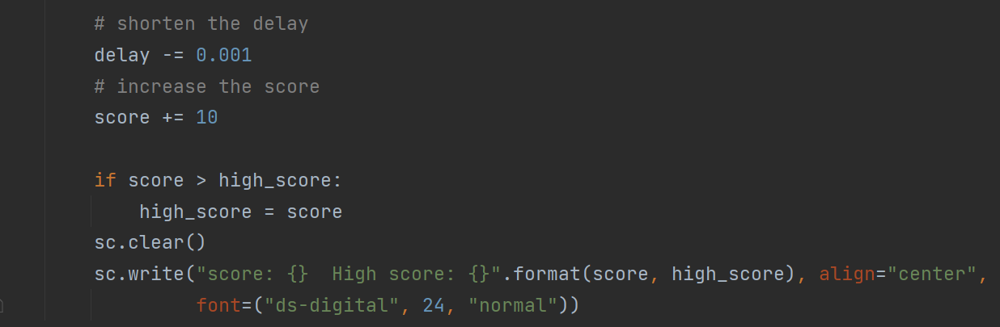 # shorten the delay
delay -= 0.001
# increase the score
score += 10
if score > high_score:
high_score = score
sc.clear()
sc.write("score: {}  High score: {}".format(score, high_score), align="center",
font=("ds-digital", 24, "normal"))